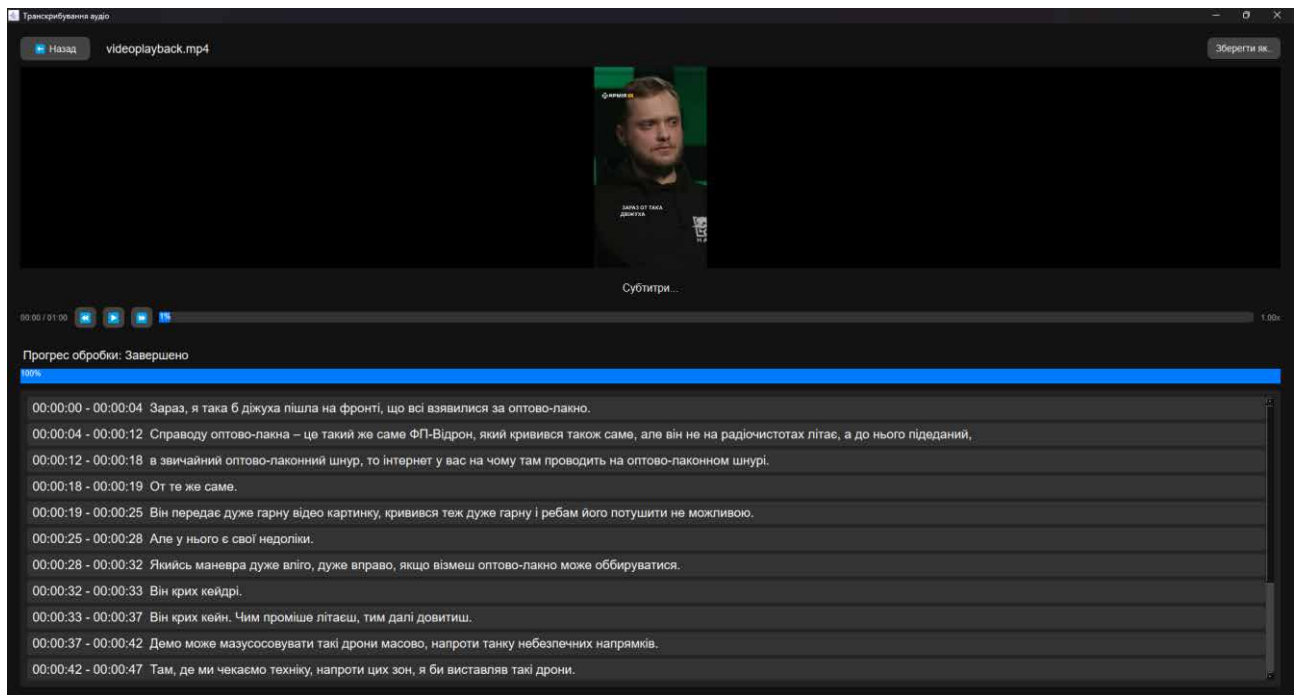 Транскрибування аудіо
Назад
videoplayback.mp4
Зберегти як..
АРМІЯ
ЗАРАЗ ОТ ТАКА
ДВІЖУХА
Субтитри...
00:00 / 01:00
1%
1.00x
Прогрес обробки: Завершено
100%
00:00:00 - 00:00:04 Зараз, я така б діжуха пішла на фронті, що всі взявилися за оптово-лакно.
00:00:04 - 00:00:12 Справоду оптово-лакна – це такий же саме ФП-Відрон, який кривився також саме, але він не на радіочистотах літає, а до нього підеданий,
00:00:12 - 00:00:18 в звичайний оптово-лаконний шнур, то інтернет у вас на чому там проводить на оптово-лаконном шнурі.
00:00:18 - 00:00:19 От те же саме.
00:00:19 - 00:00:25 Він передає дуже гарну відео картинку, кривився теж дуже гарну і ребам його потушити не можливою.
00:00:25 - 00:00:28 Але у нього є свої недоліки.
00:00:28 - 00:00:32 Якийсь маневра дуже вліго, дуже вправо, якщо візмеш оптово-лакно може оббируватися.
00:00:32 - 00:00:33 Він крих кейдрі.
00:00:33 - 00:00:37 Він крих кейн. Чим проміше літаєш, тим далі довитиш.
00:00:37 - 00:00:42 Демо може мазусосовувати такі дрони масово, напроти танку небезпечних напрямків.
00:00:42 - 00:00:47 Там, де ми чекаємо техніку, напроти цих зон, я би виставляв такі дрони.